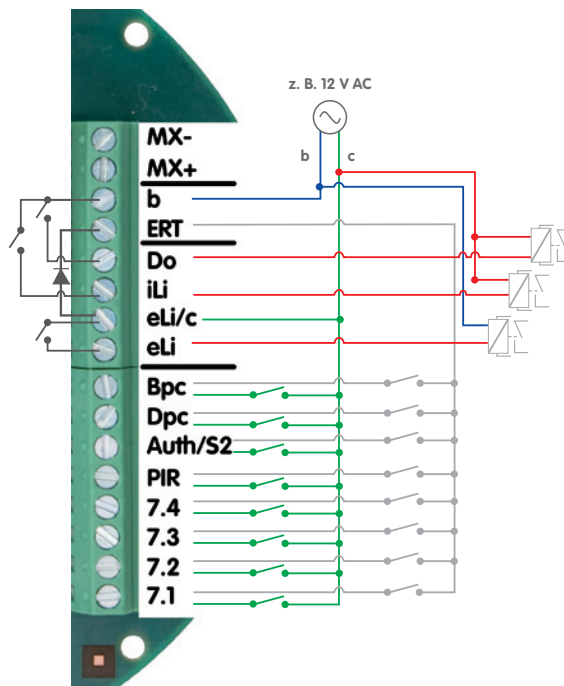 z. B. 12 V AC
b
c
MX-
MX+
b
ERT
Do
iLi
eLi/c
eLi
Bpc
Dpc
Auth/S2
PIR
7.4
7.3
7.2
7.1